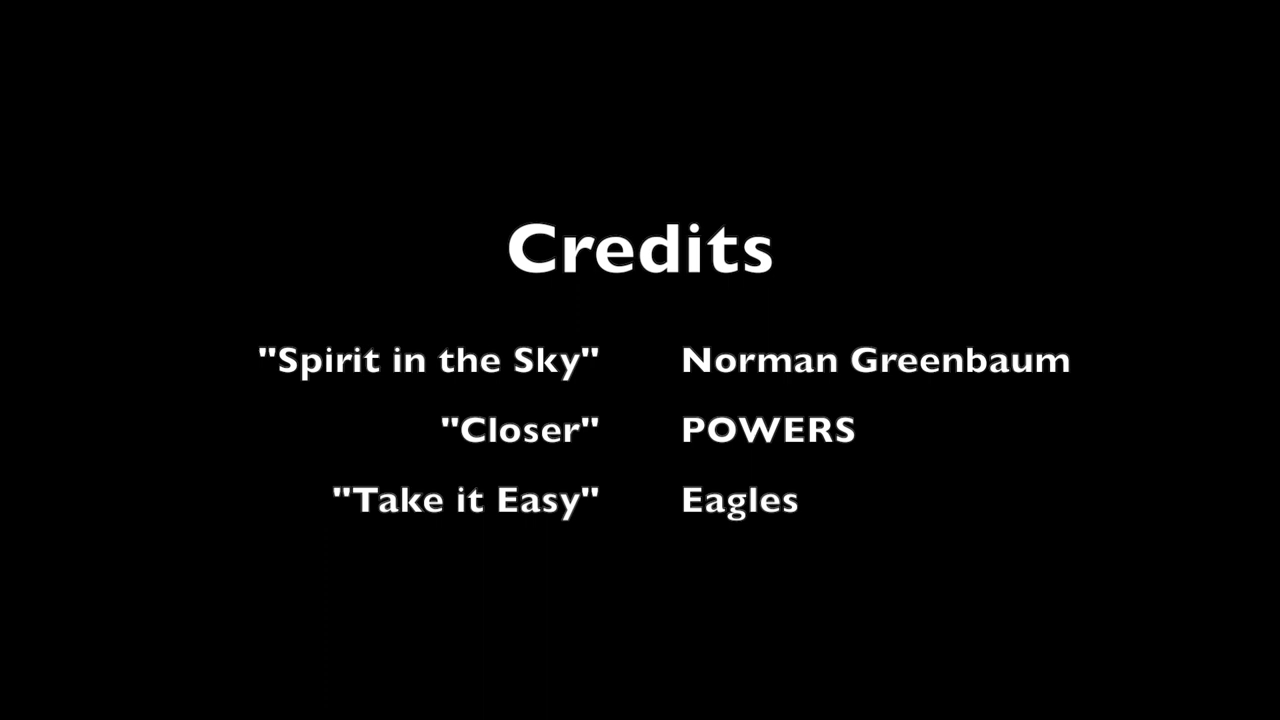 Credits
"Spirit in the Sky" Norman Greenbaum
"Closer" POWERS
"Take it Easy" Eagles